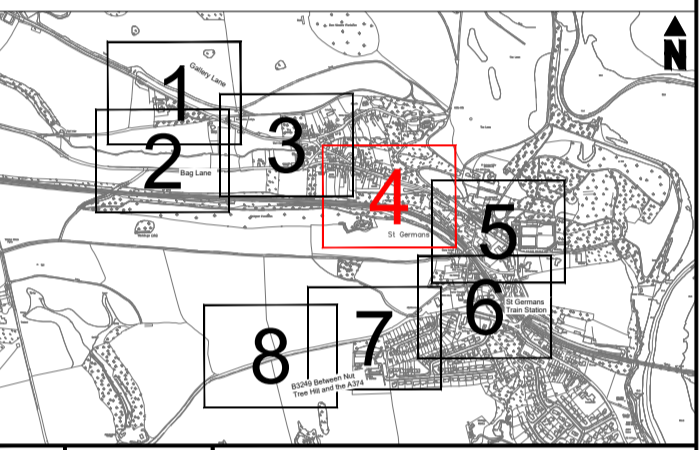 N
Gallery Lane
1
3
2
Bag Lane
4
5
St Germans
6
St Germans
Train Station
7
8
B3249 Between Nut
Tree Hill and the A374